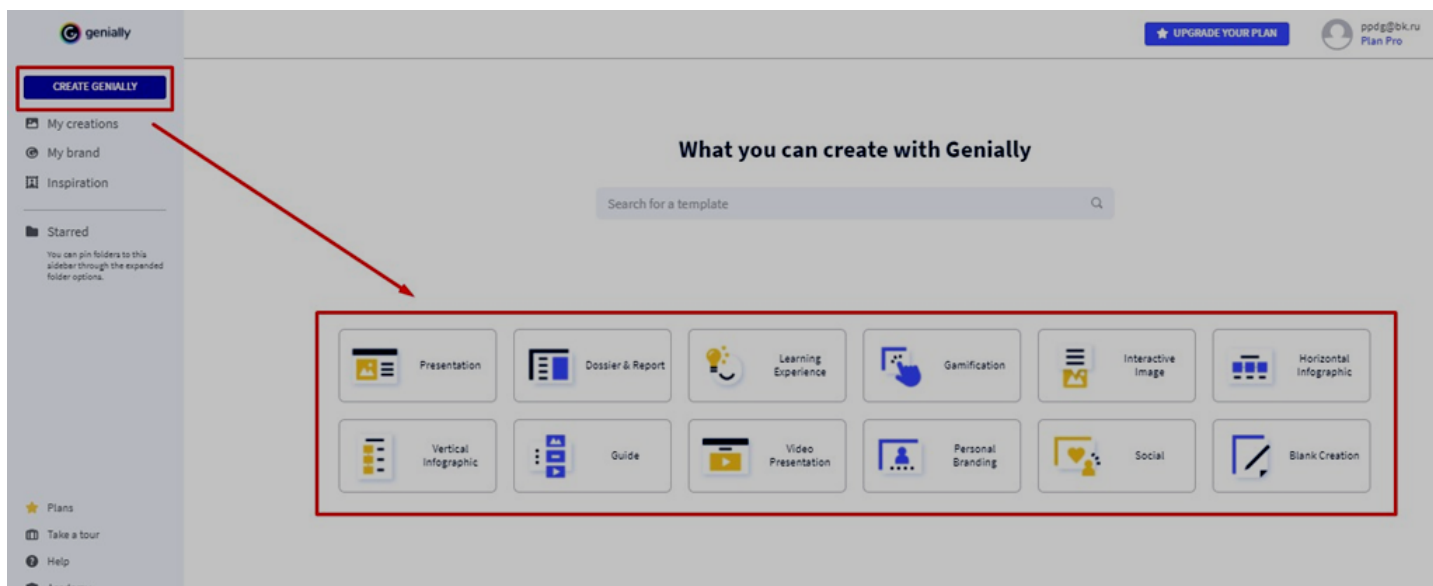 genially
UPGRADE YOUR PLAN
ppdg@bk.ru
Plan Pro
CREATE GENIALLY
My creations
My brand
Inspiration
Starred
You can pin folders to this
sidebar through the expanded
folder options.
Plans
Take a tour
Help
What you can create with Genially
Search for a template
Presentation
Dossier & Report
Learning
Experience
Gamification
Interactive
Image
Horizontal
Infographic
Vertical
Infographic
Guide
Video
Presentation
Personal
Branding
Social
Blank Creation